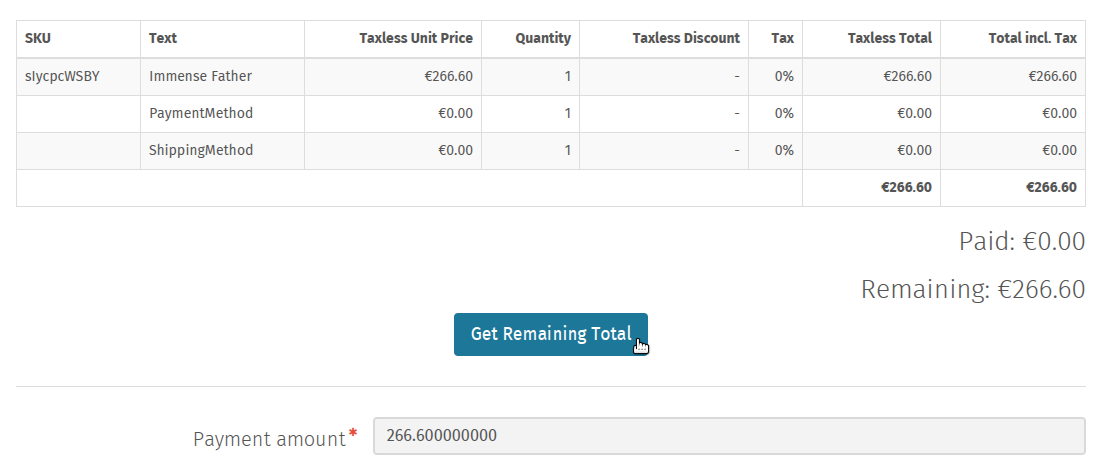 SKU Text Taxless Unit Price Quantity Taxless Discount Tax Taxless Total Total incl. Tax
sIycpcWSBY Immense Father €266.60 1 - 0% €266.60 €266.60
PaymentMethod €0.00 1 - 0% €0.00 €0.00
ShippingMethod €0.00 1 - 0% €0.00 €0.00
€266.60 €266.60
Paid: €0.00
Remaining: €266.60
Get Remaining Total
Payment amount* 266.600000000